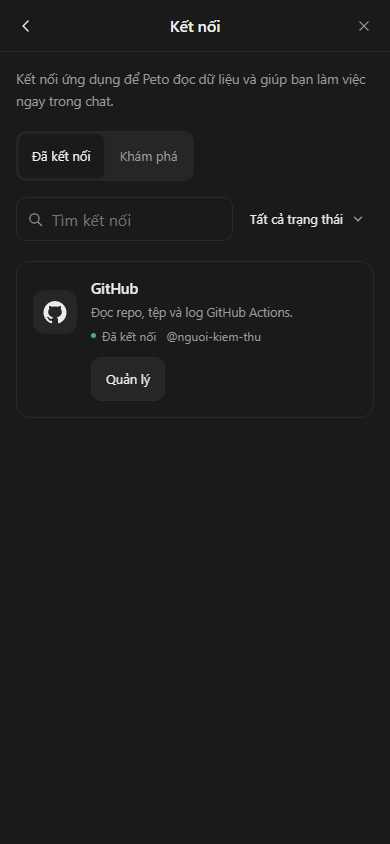 Kết nối
Kết nối ứng dụng để Peto đọc dữ liệu và giúp bạn làm việc
ngay trong chat.
Đã kết nối
Khám phá
Tìm kết nối
Tất cả trạng thái
GitHub
Đọc repo, tệp và log GitHub Actions.
Đã kết nối @nguoi-kiem-thu
Quản lý